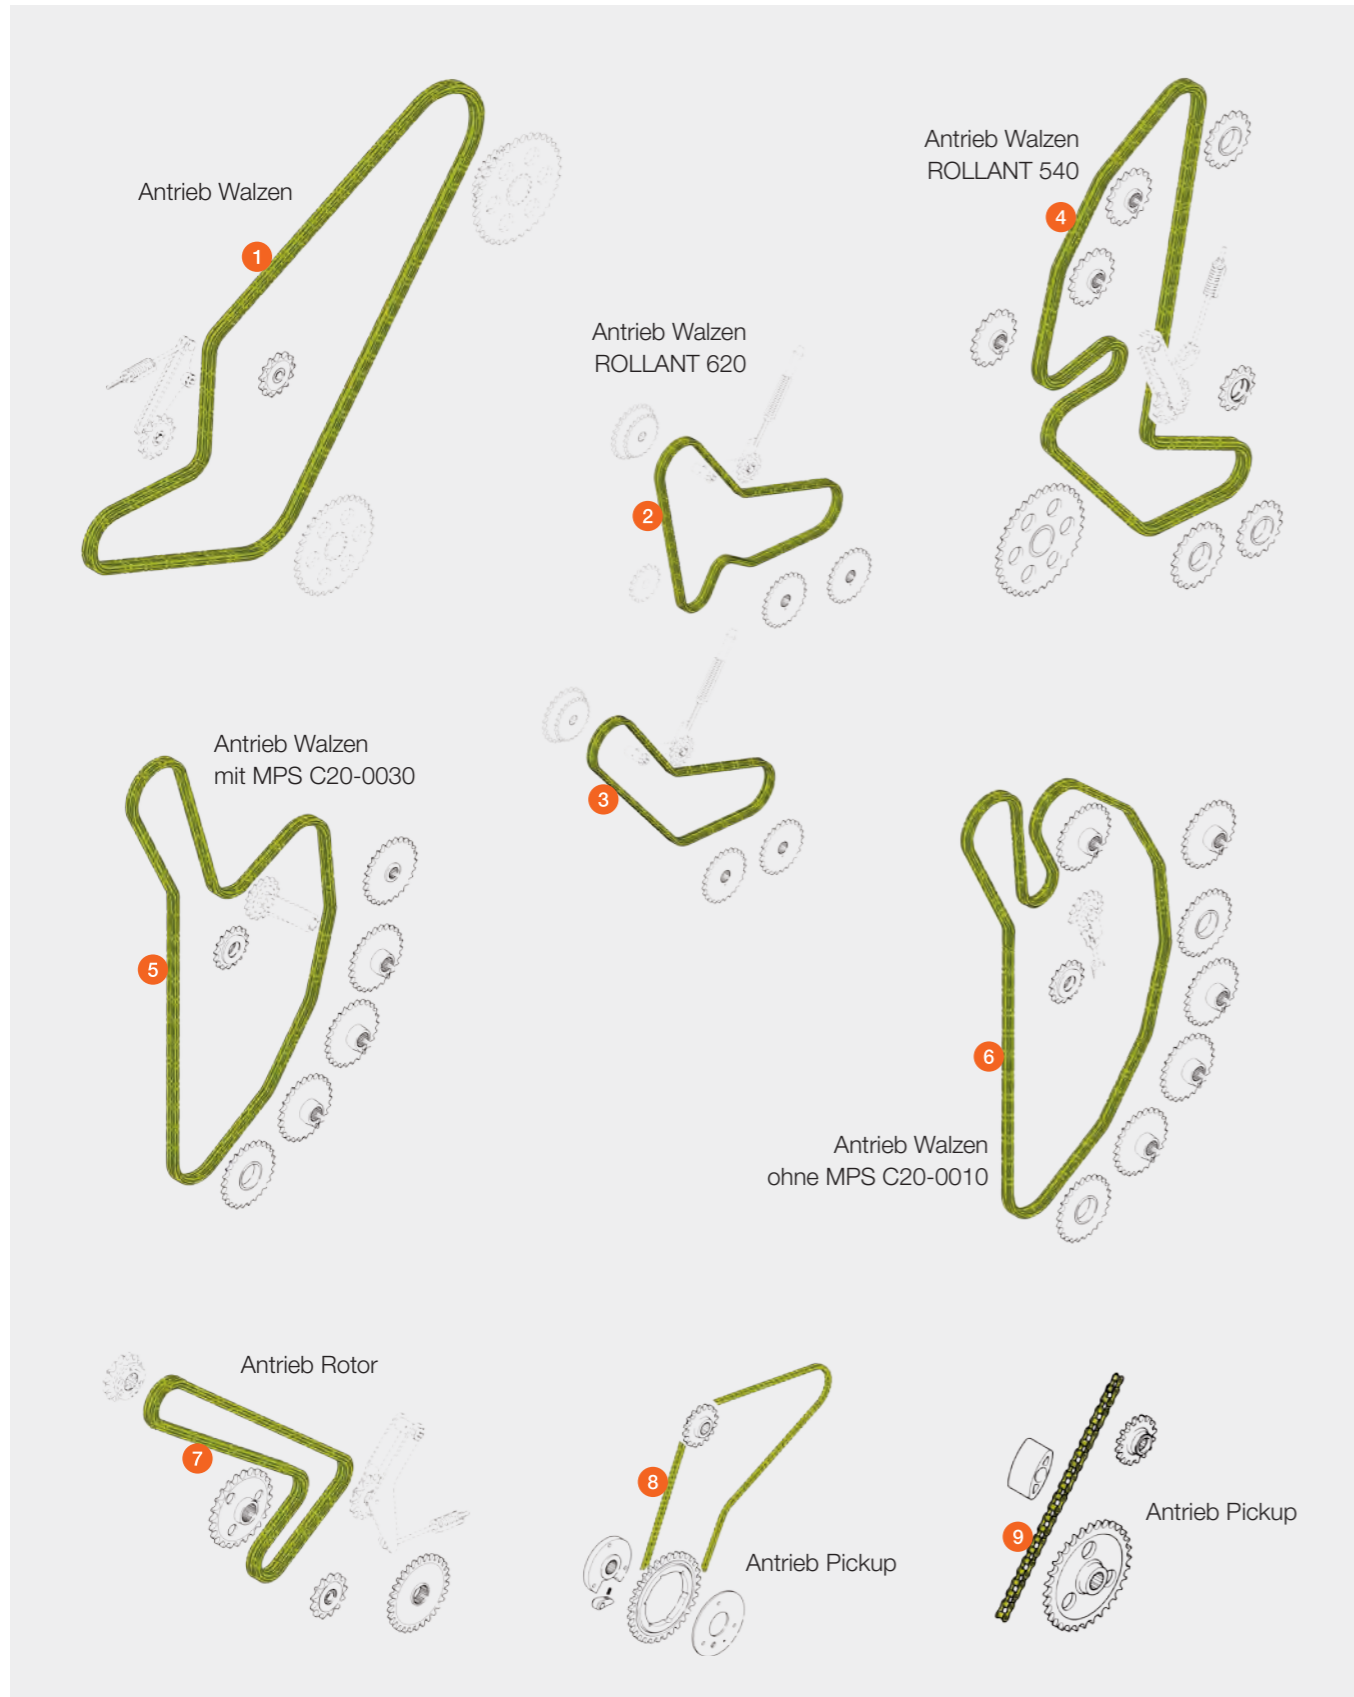 Antrieb Walzen
1
Antrieb Walzen
ROLLANT 540
4
Antrieb Walzen
ROLLANT 620
2
3
Antrieb Walzen
mit MPS C20-0030
5
6
Antrieb Walzen
ohne MPS C20-0010
Antrieb Rotor
7
8
Antrieb Pickup
9
Antrieb Pickup